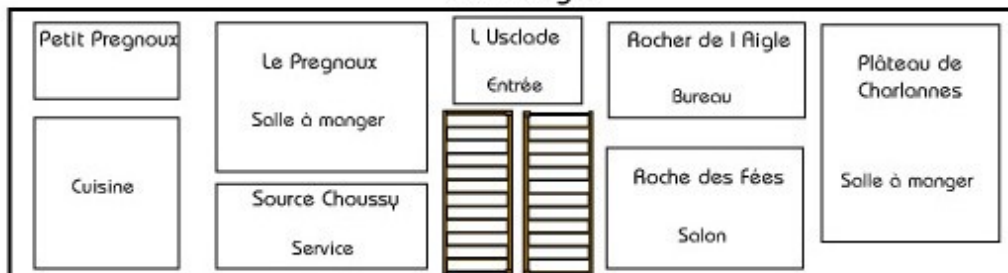 Petit Pregnoux
Cuisine
Le Pregnoux
Salle à manger
Source Choussy
Service
L Usclade
Entrée
Rocher de l Aigle
Bureau
Roche des Fées
Salon
Plâteau de
Charlannes
Salle à manger